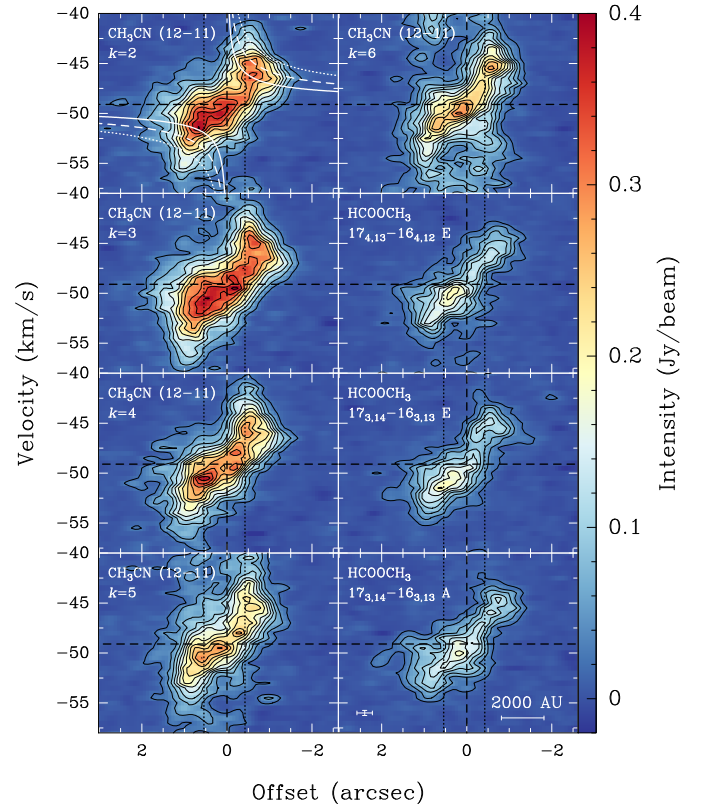 −40
−45
−50
−55
−40
−45
−50
−55
−40
−45
−50
−55
−40
−45
−50
−55
Velocity (km/s)
CH₃CN (12−11)
k=2
CH₃CN (12−11)
k=6
CH₃CN (12−11)
k=3
HCOOCH₃
17₄,₁₃−16₄,₁₂ E
CH₃CN (12−11)
k=4
HCOOCH₃
17₃,₁₄−16₃,₁₃ E
CH₃CN (12−11)
k=5
HCOOCH₃
17₃,₁₄−16₃,₁₃ A
2000 AU
2 0 −2 2 0 −2
Offset (arcsec)
0.4
0.3
0.2
0.1
0
Intensity (Jy/beam)